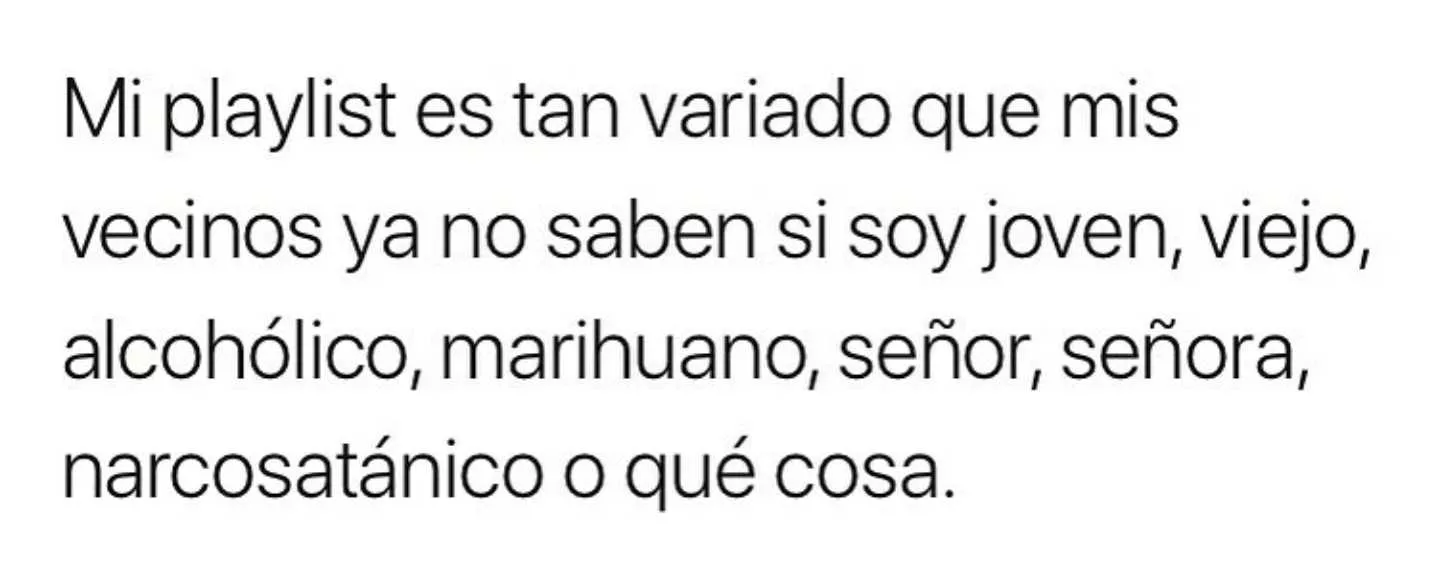 Mi playlist es tan variado que mis
vecinos ya no saben si soy joven, viejo,
alcohólico, marihuano, señor, señora,
narcosatánico o qué cosa.